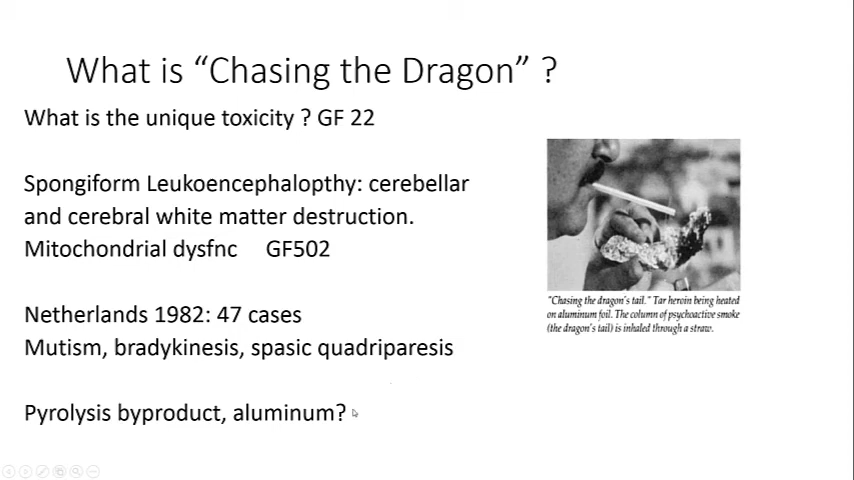 What is “Chasing the Dragon” ?
What is the unique toxicity ? GF 22
Spongiform Leukoencephalopthy: cerebellar
and cerebral white matter destruction.
Mitochondrial dysfnc GF502
Netherlands 1982: 47 cases
Mutism, bradykinesis, spasic quadriparesis
Pyrolysis byproduct, aluminum?
"Chasing the dragon's tail." Tar heroin being heated
on aluminum foil. The column of psychoactive smoke
(the dragon's tail) is inhaled through a straw.